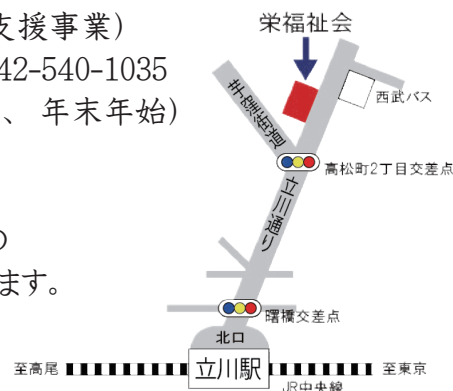 支援事業)
042-540-1035
、年末年始)
の
ます。
栄福祉会
西武バス
芋窪街道
高松町2丁目交差点
立川通り
曙橋交差点
北口
至高尾
立川駅
至東京
JR中央線